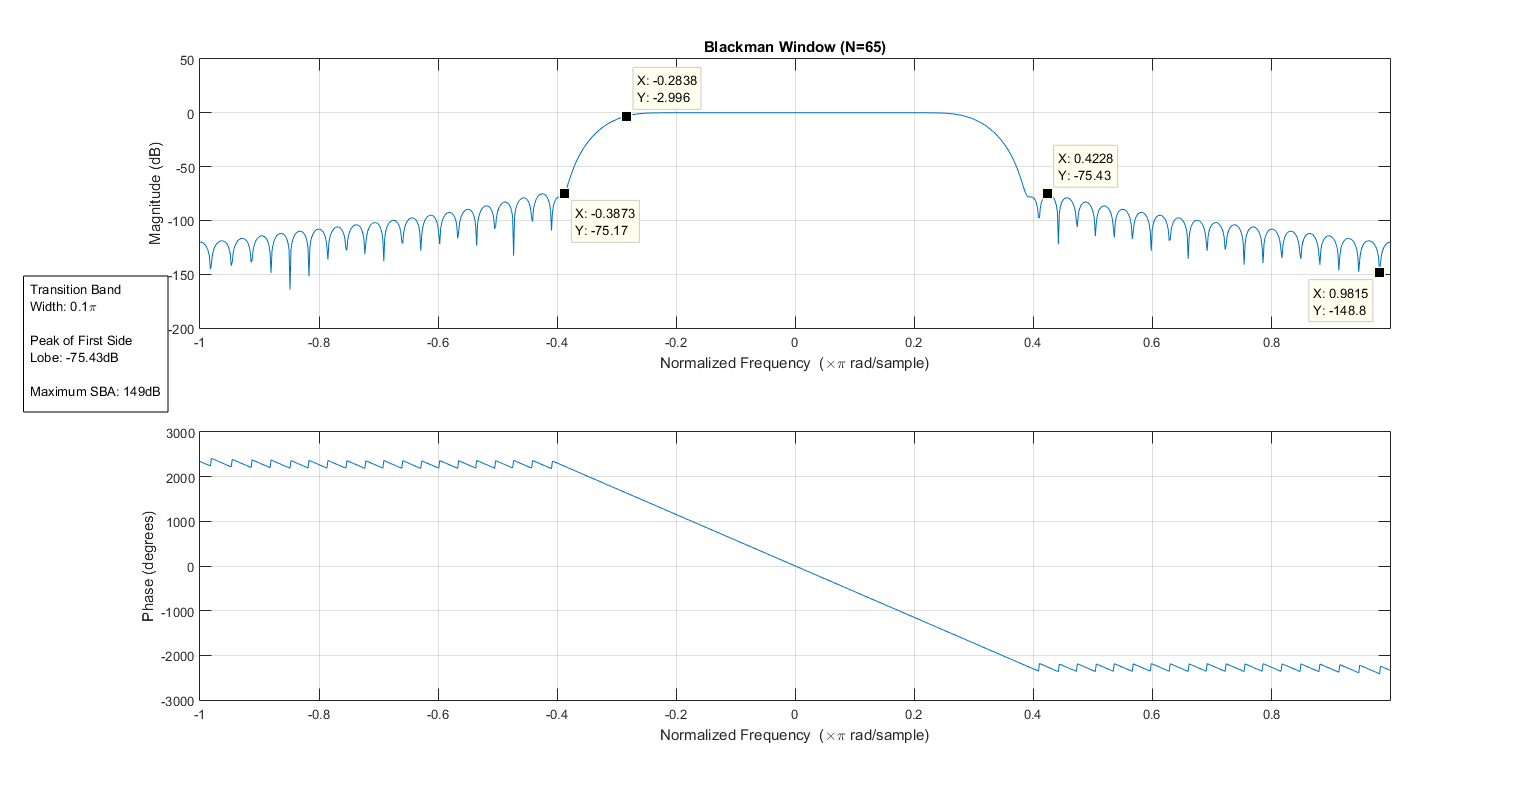 Blackman Window (N=65)
50
0
-50
-100
-150
-200
Magnitude (dB)
X: -0.2838
Y: -2.996
X: -0.3873
Y: -75.17
X: 0.4228
Y: -75.43
X: 0.9815
Y: -148.8
-1
-0.8
-0.6
-0.4
-0.2
0
0.2
0.4
0.6
0.8
Normalized Frequency (×π rad/sample)
Transition Band
Width: 0.1π
Peak of First Side
Lobe: -75.43dB
Maximum SBA: 149dB
3000
2000
1000
0
-1000
-2000
-3000
Phase (degrees)
-1
-0.8
-0.6
-0.4
-0.2
0
0.2
0.4
0.6
0.8
Normalized Frequency (×π rad/sample)